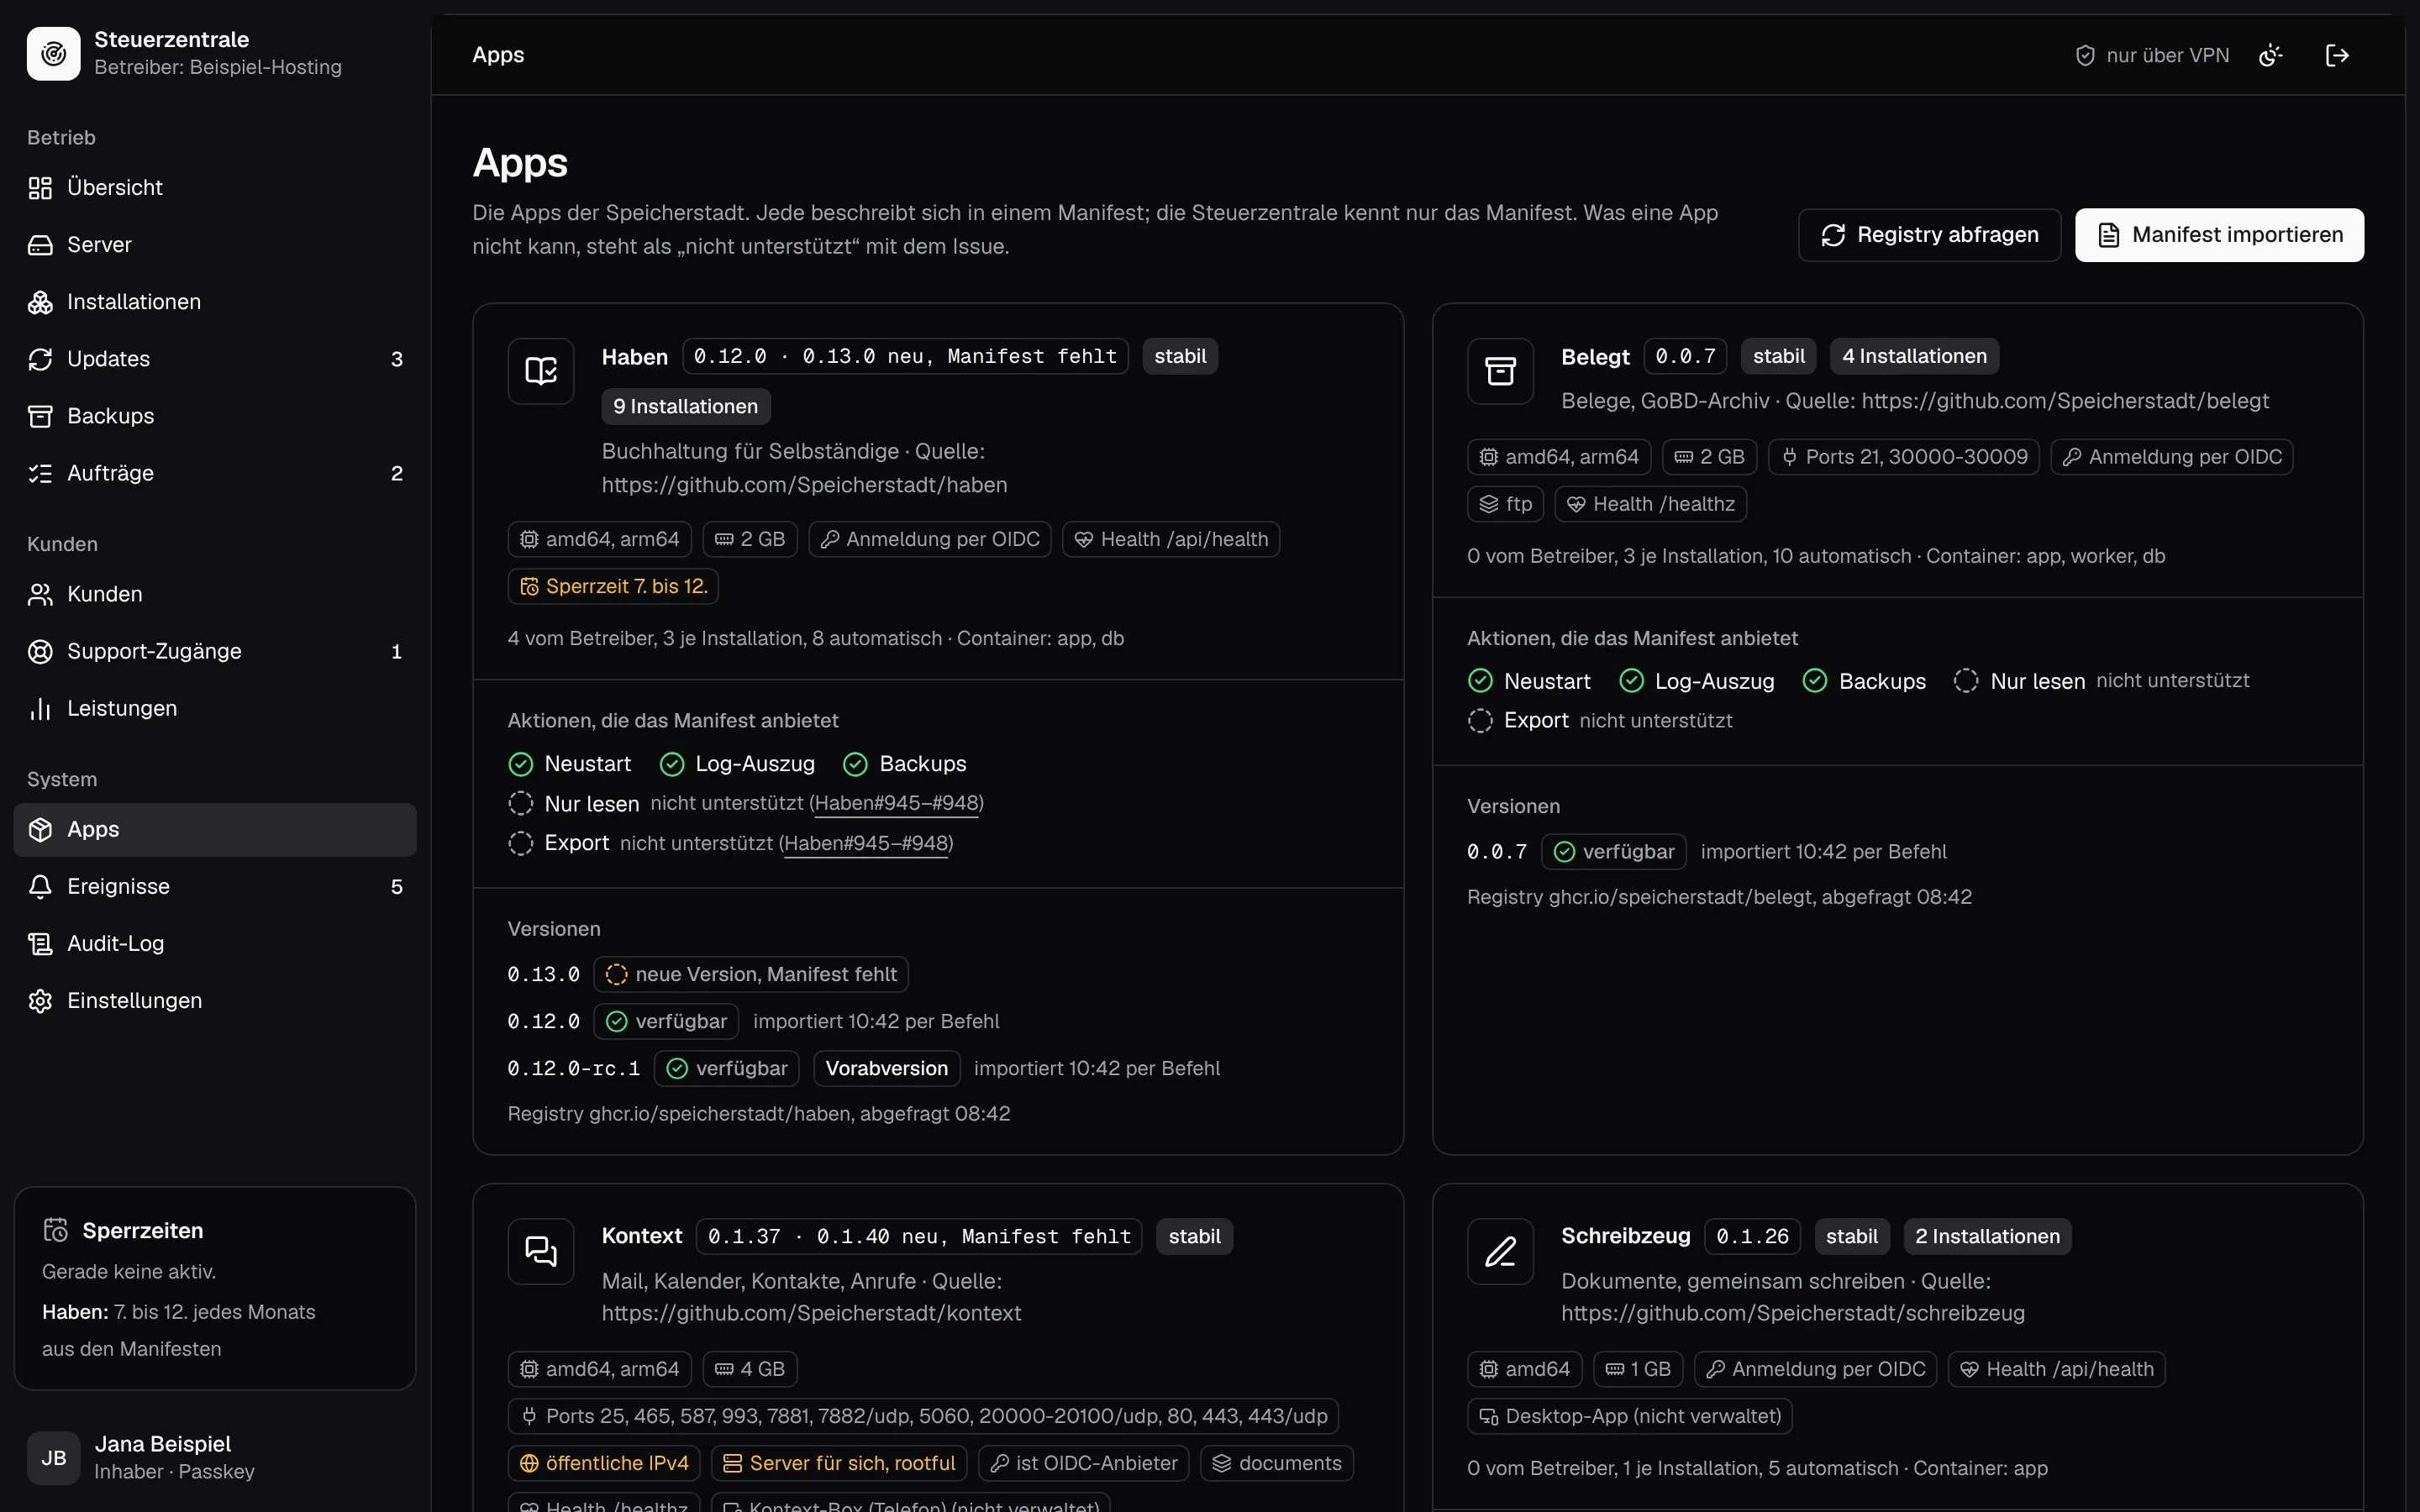 Steuerzentrale
Betreiber: Beispiel-Hosting
Betrieb
Übersicht
Server
Installationen
Updates 3
Backups
Aufträge 2
Kunden
Kunden
Support-Zugänge 1
Leistungen
System
Apps
Ereignisse 5
Audit-Log
Einstellungen
Sperrzeiten
Gerade keine aktiv.
Haben: 7. bis 12. jedes Monats
aus den Manifesten
JB
Jana Beispiel
Inhaber · Passkey
Apps
nur über VPN
Apps
Die Apps der Speicherstadt. Jede beschreibt sich in einem Manifest; die Steuerzentrale kennt nur das Manifest. Was eine App
nicht kann, steht als „nicht unterstützt“ mit dem Issue.
Registry abfragen
Manifest importieren
Haben 0.12.0 · 0.13.0 neu, Manifest fehlt stabil
9 Installationen
Buchhaltung für Selbständige · Quelle:
https://github.com/Speicherstadt/haben
amd64, arm64 2 GB Anmeldung per OIDC Health /api/health
Sperrzeit 7. bis 12.
4 vom Betreiber, 3 je Installation, 8 automatisch · Container: app, db
Aktionen, die das Manifest anbietet
Neustart Log-Auszug Backups
Nur lesen nicht unterstützt (Haben#945–#948)
Export nicht unterstützt (Haben#945–#948)
Versionen
0.13.0 neue Version, Manifest fehlt
0.12.0 verfügbar importiert 10:42 per Befehl
0.12.0-rc.1 verfügbar Vorabversion importiert 10:42 per Befehl
Registry ghcr.io/speicherstadt/haben, abgefragt 08:42
Belegt 0.0.7 stabil 4 Installationen
Belege, GoBD-Archiv · Quelle: https://github.com/Speicherstadt/belegt
amd64, arm64 2 GB Ports 21, 30000-30009 Anmeldung per OIDC
ftp Health /healthz
0 vom Betreiber, 3 je Installation, 10 automatisch · Container: app, worker, db
Aktionen, die das Manifest anbietet
Neustart Log-Auszug Backups Nur lesen nicht unterstützt
Export nicht unterstützt
Versionen
0.0.7 verfügbar importiert 10:42 per Befehl
Registry ghcr.io/speicherstadt/belegt, abgefragt 08:42
Kontext 0.1.37 · 0.1.40 neu, Manifest fehlt stabil
Mail, Kalender, Kontakte, Anrufe · Quelle:
https://github.com/Speicherstadt/kontext
amd64, arm64 4 GB
Ports 25, 465, 587, 993, 7881, 7882/udp, 5060, 20000-20100/udp, 80, 443, 443/udp
öffentliche IPv4 Server für sich, rootful ist OIDC-Anbieter documents
Health /healthz Kontext-Box (Telefon) (nicht verwaltet)
Schreibzeug 0.1.26 stabil 2 Installationen
Dokumente, gemeinsam schreiben · Quelle:
https://github.com/Speicherstadt/schreibzeug
amd64 1 GB Anmeldung per OIDC Health /api/health
Desktop-App (nicht verwaltet)
0 vom Betreiber, 1 je Installation, 5 automatisch · Container: app